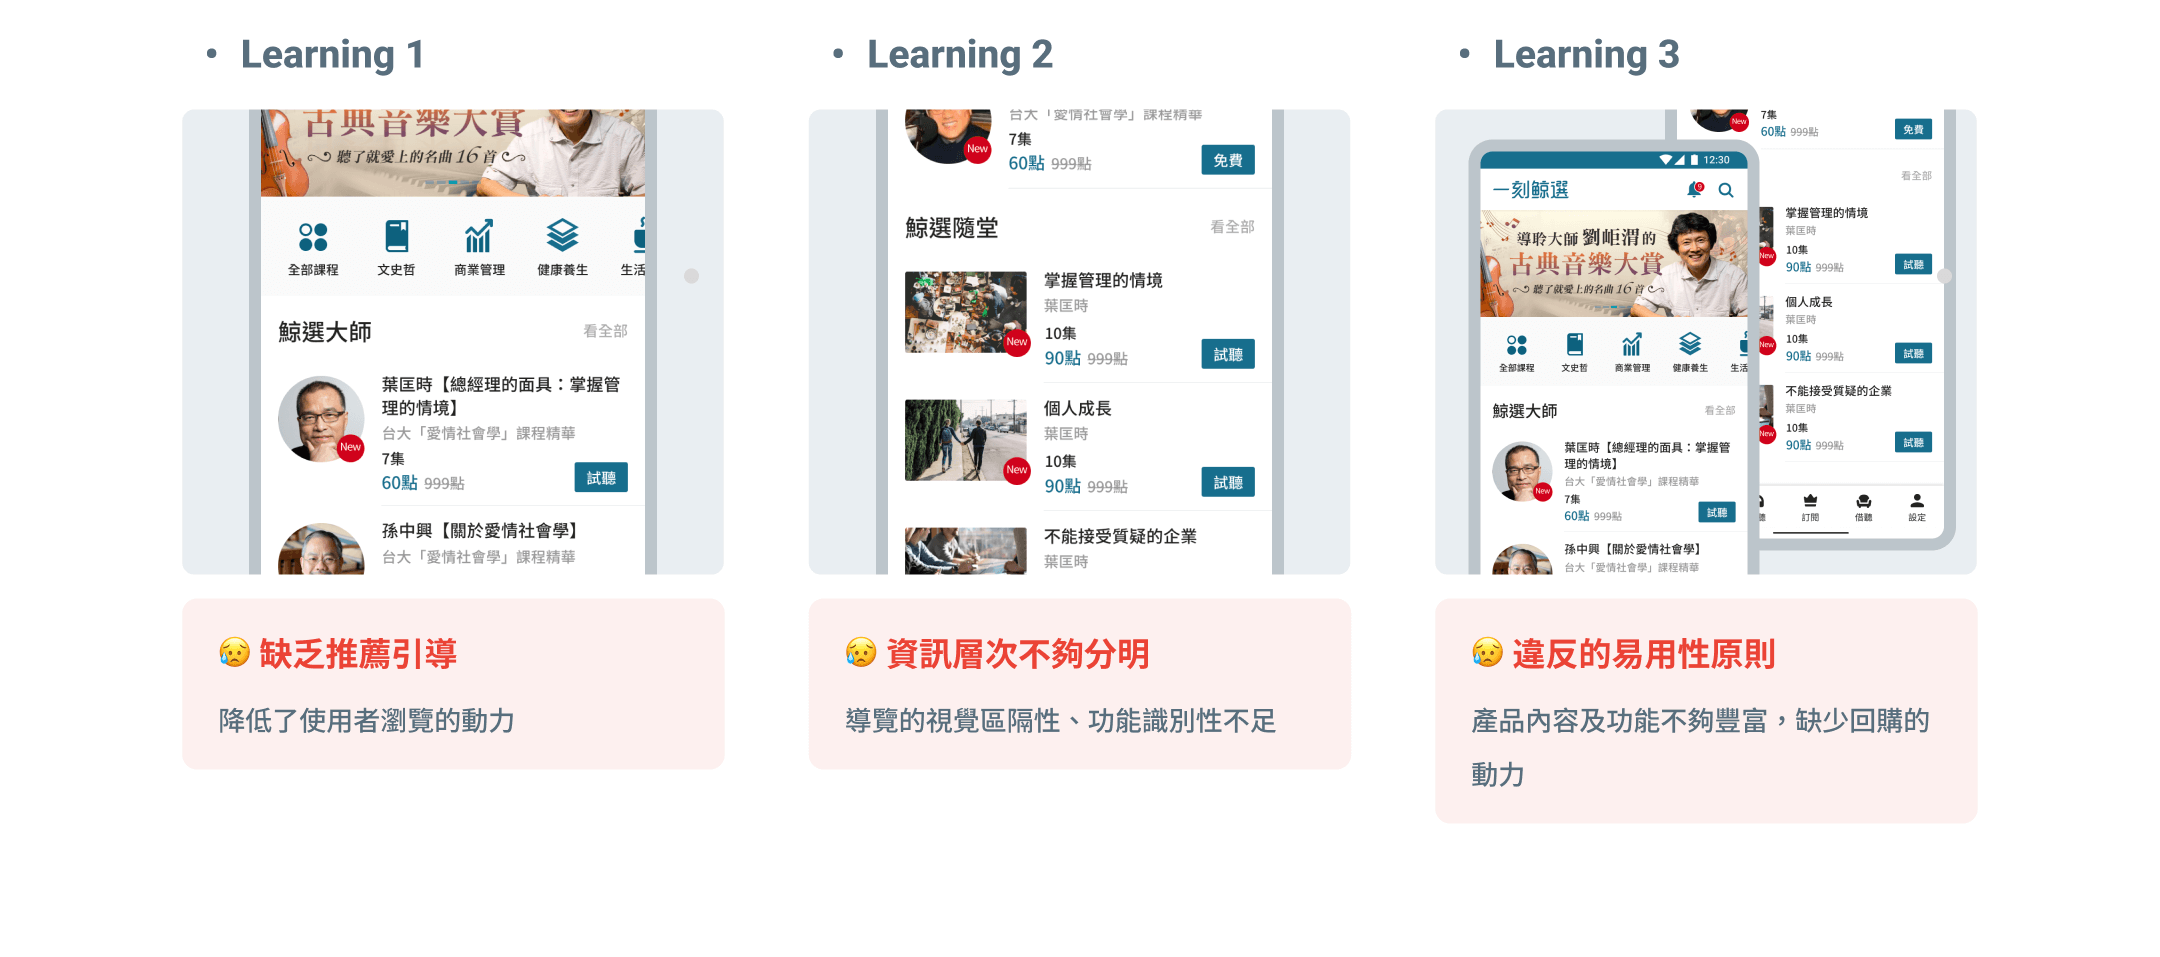 • Learning 1
古典音樂大賞
聽了就愛上的名曲16首
全部課程
文史哲
商業管理
健康養生
生活
鯨選大師
看全部
葉匡時【總經理的面具：掌握管
理的情境】
台大「愛情社會學」課程精華
7集
60點 999點
New
試聽
孫中興【關於愛情社會學】
台大「愛情社會學」課程精華
缺乏推薦引導
降低了使用者瀏覽的動力
• Learning 2
台大「愛情社會學」課程精華
7集
60點 999點
New
免費
鯨選隨堂
看全部
掌握管理的情境
葉匡時
10集
90點 999點
New
試聽
個人成長
葉匡時
10集
90點 999點
New
試聽
不能接受質疑的企業
葉匡時
資訊層次不夠分明
導覽的視覺區隔性、功能識別性不足
• Learning 3
12:30
一刻鯨選
9
導聆大師 劉岠渭的
古典音樂大賞
聽了就愛上的名曲16首
全部課程
文史哲
商業管理
健康養生
生活
鯨選大師
看全部
葉匡時【總經理的面具：掌握管
理的情境】
台大「愛情社會學」課程精華
7集
60點 999點
New
試聽
孫中興【關於愛情社會學】
台大「愛情社會學」課程精華
7集
60點 999點
New
免費
看全部
掌握管理的情境
葉匡時
10集
90點 999點
New
試聽
個人成長
葉匡時
10集
90點 999點
New
試聽
不能接受質疑的企業
葉匡時
10集
90點 999點
New
試聽
聽
訂閱
借聽
設定
違反的易用性原則
產品內容及功能不夠豐富，缺少回購的
動力